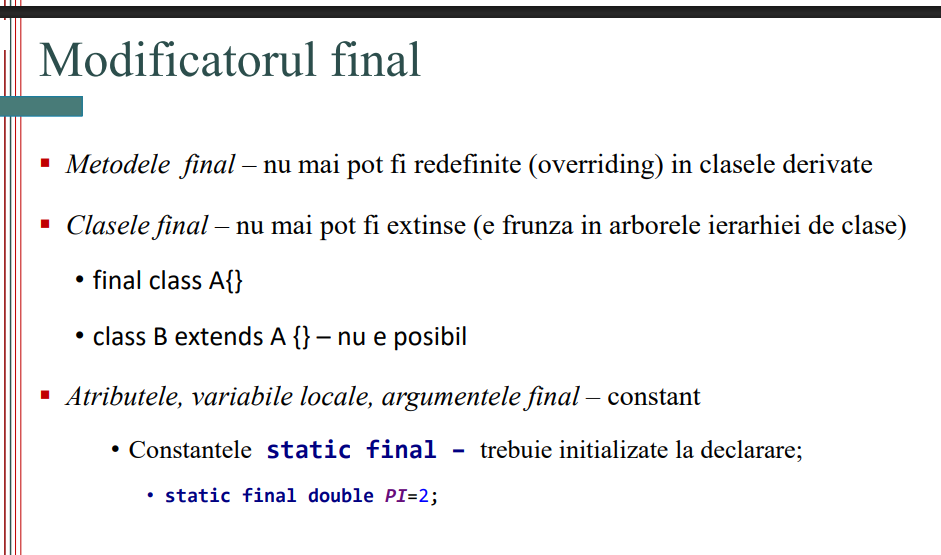 Modificatorul final
▪ Metodele final – nu mai pot fi redefinite (overriding) in clasele derivate
▪ Clasele final – nu mai pot fi extinse (e frunza in arborele ierarhiei de clase)
• final class A{}
• class B extends A {} – nu e posibil
▪ Atributele, variabile locale, argumentele final – constant
• Constantele static final – trebuie initializate la declarare;
• static final double PI=2;